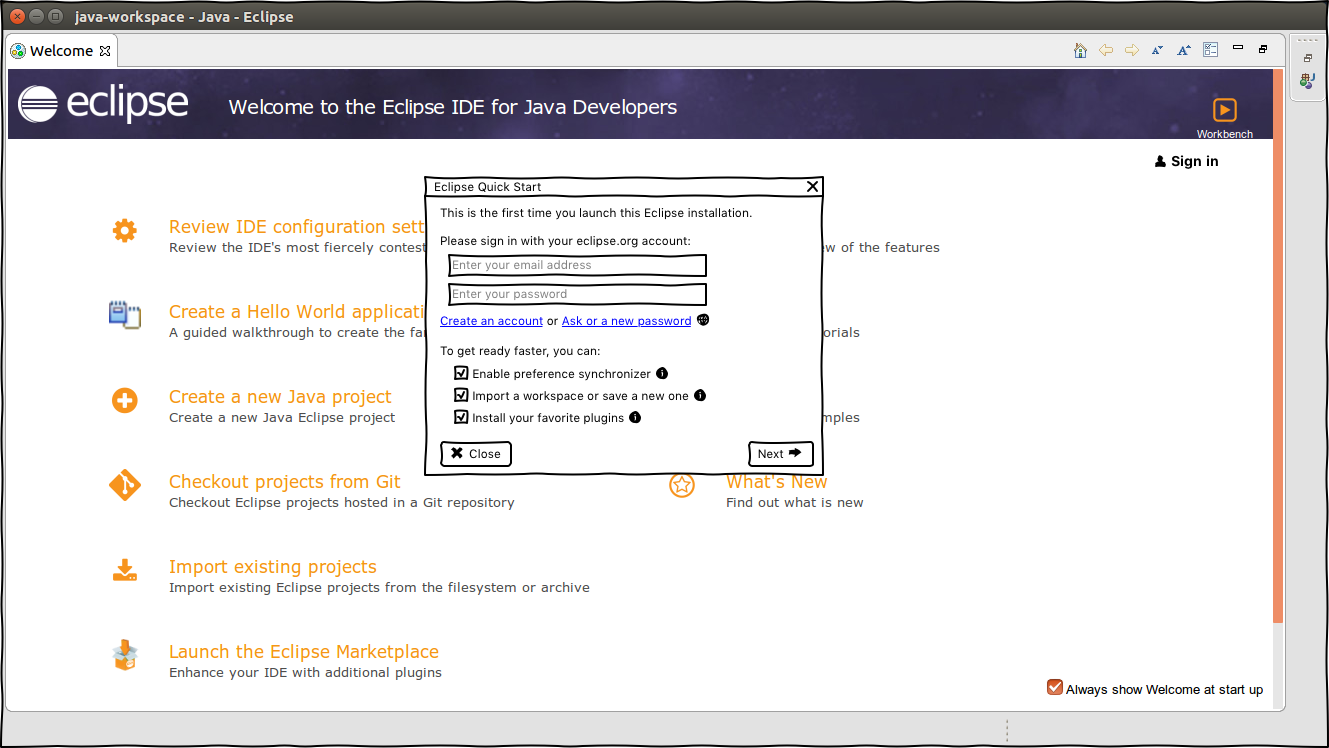 java-workspace - Java - Eclipse
Welcome
eclipse
Welcome to the Eclipse IDE for Java Developers
Workbench
Sign in
Review IDE configuration sett
Review the IDE's most fiercely contest
Create a Hello World applicati
A guided walkthrough to create the fa
Create a new Java project
Create a new Java Eclipse project
Checkout projects from Git
Checkout Eclipse projects hosted in a Git repository
Import existing projects
Import existing Eclipse projects from the filesystem or archive
Launch the Eclipse Marketplace
Enhance your IDE with additional plugins
Eclipse Quick Start
This is the first time you launch this Eclipse installation.
Please sign in with your eclipse.org account:
Enter your email address
Enter your password
Create an account or Ask or a new password
To get ready faster, you can:
Enable preference synchronizer
Import a workspace or save a new one
Install your favorite plugins
Close
Next
w of the features
orials
mples
What's New
Find out what is new
Always show Welcome at start up